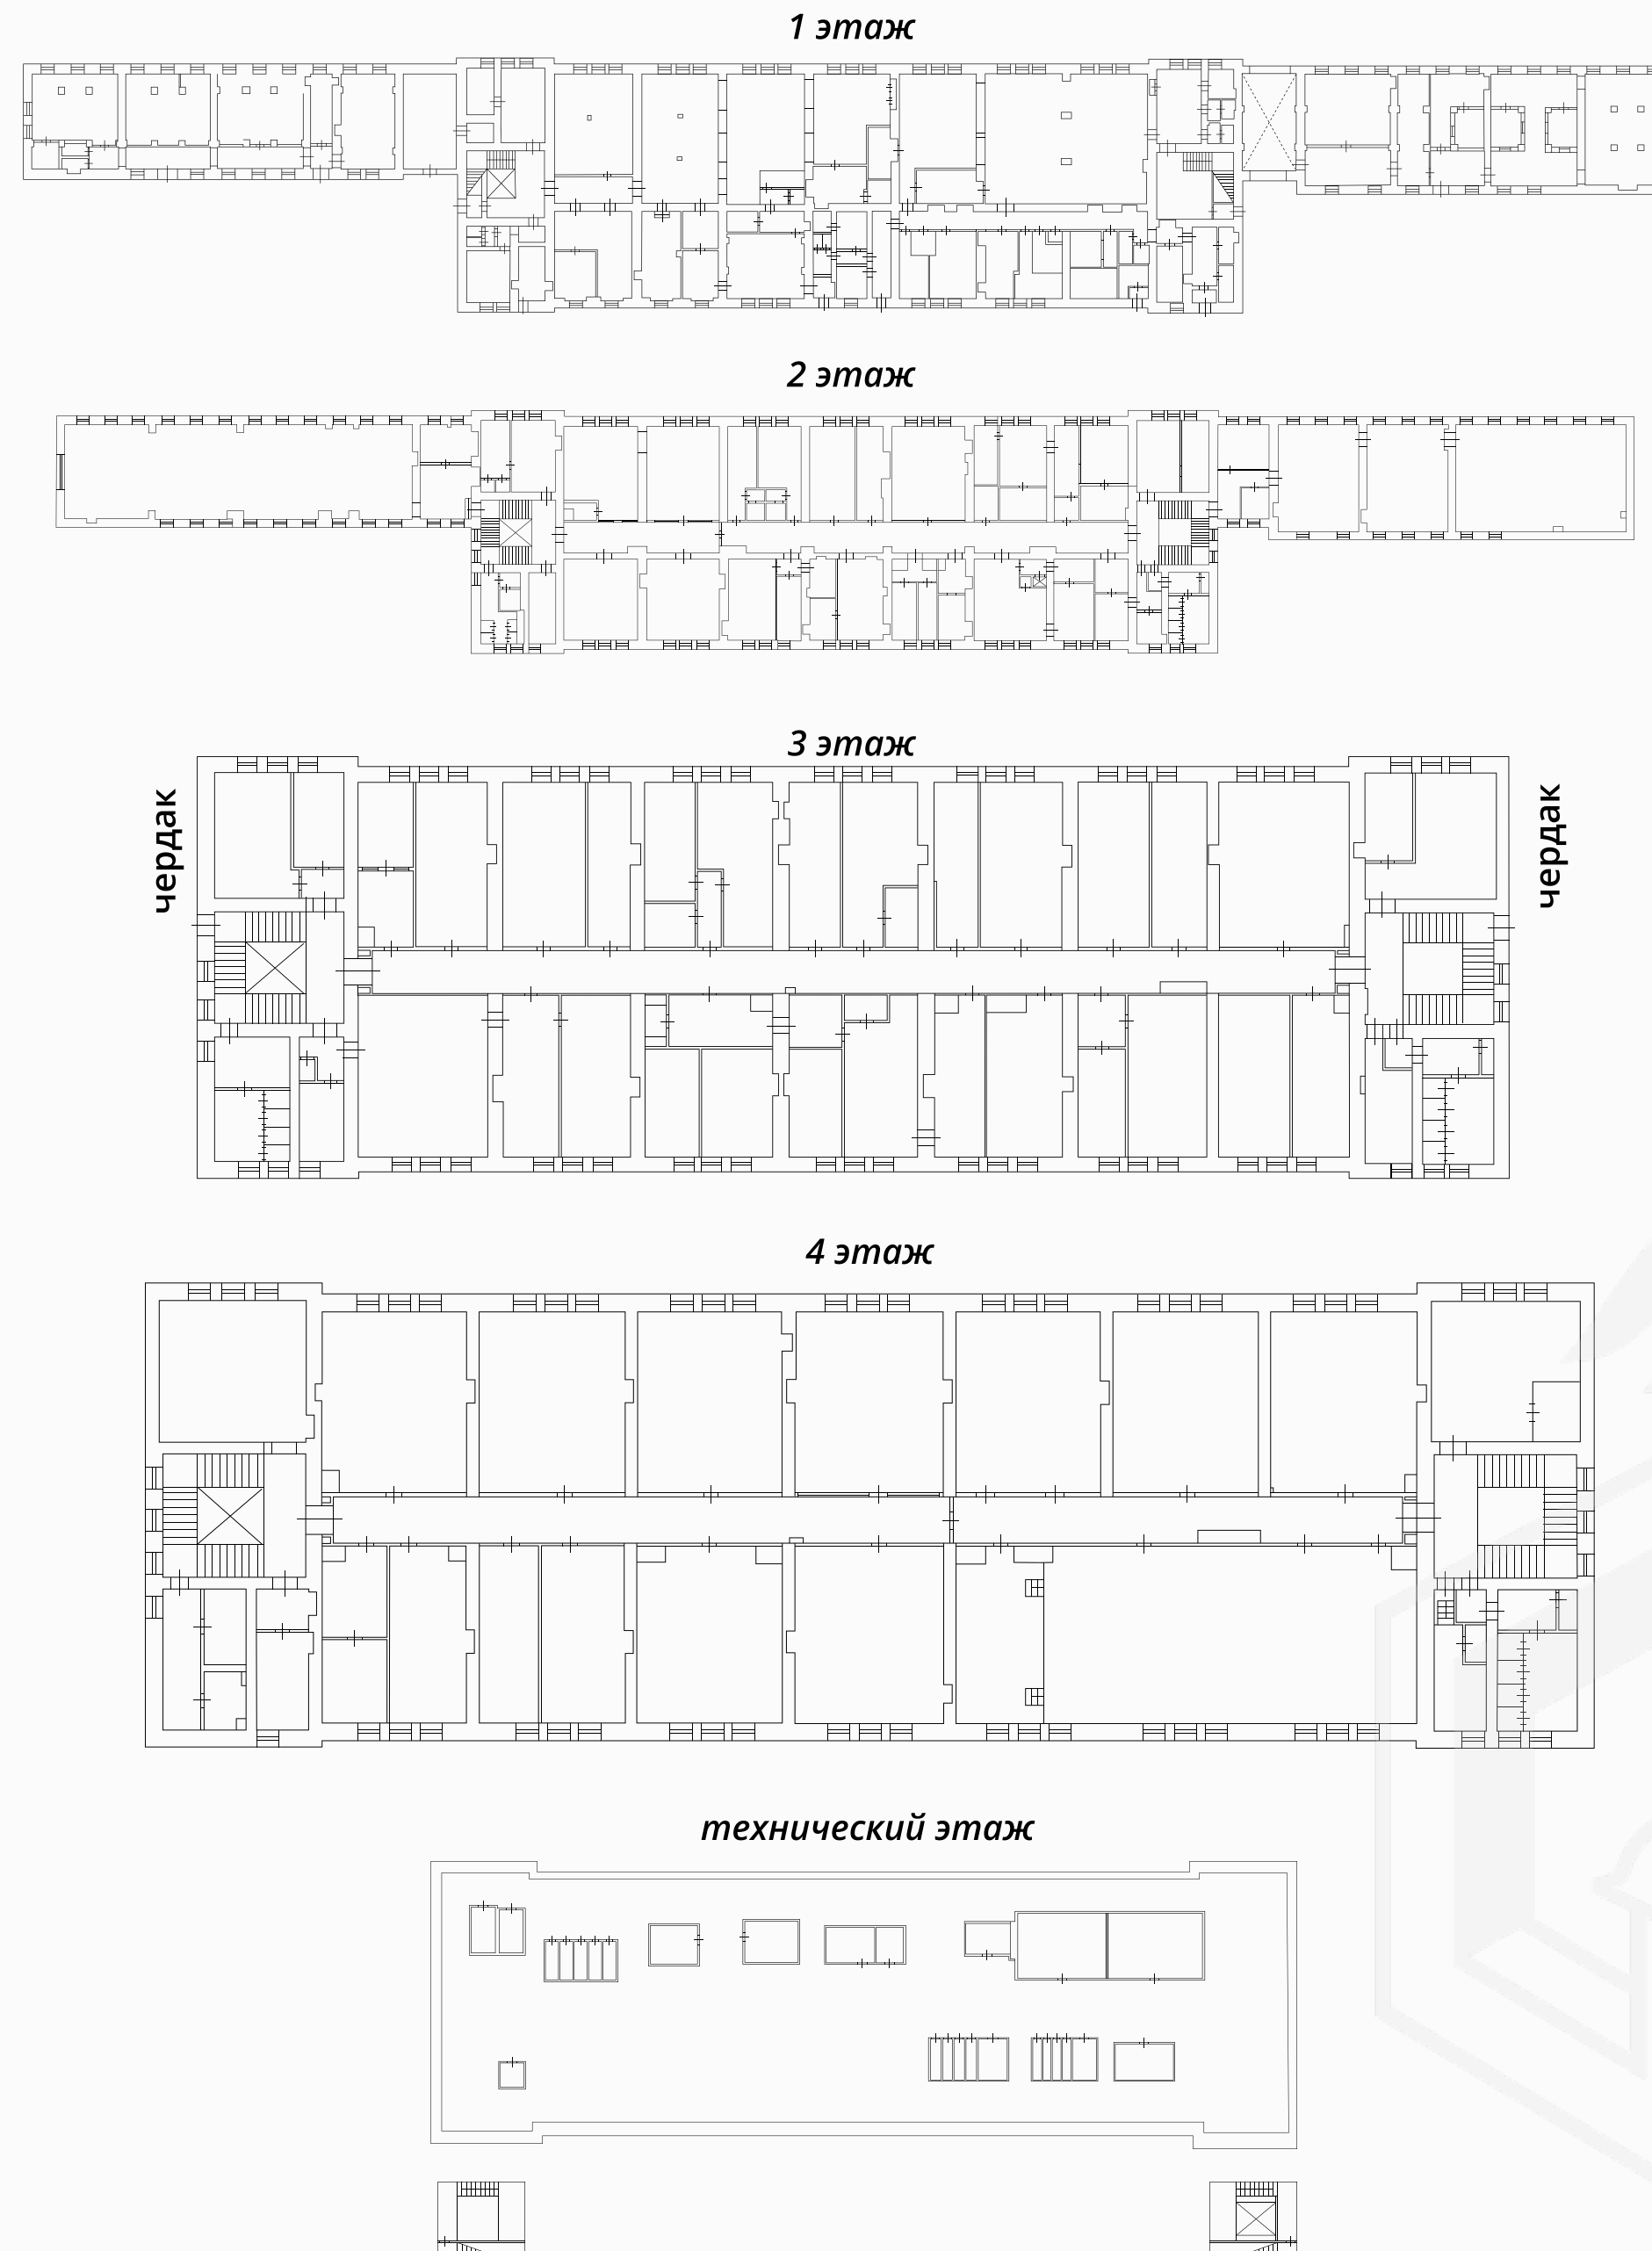 1 этаж
2 этаж
3 этаж
чердак
чердак
4 этаж
технический этаж